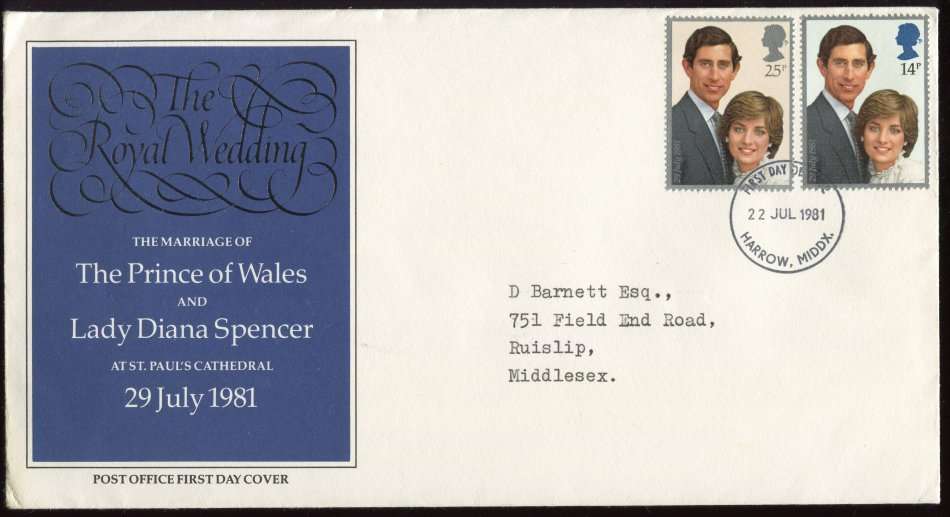 The
Royal Wedding
THE MARRIAGE OF
The Prince of Wales
AND
Lady Diana Spencer
AT ST. PAUL'S CATHEDRAL
29 July 1981
POST OFFICE FIRST DAY COVER
25P
14P
FIRST DAY OF
22 JUL 1981
HARROW, MIDDX.
D Barnett Esq.,
751 Field End Road,
Ruislip,
Middlesex.